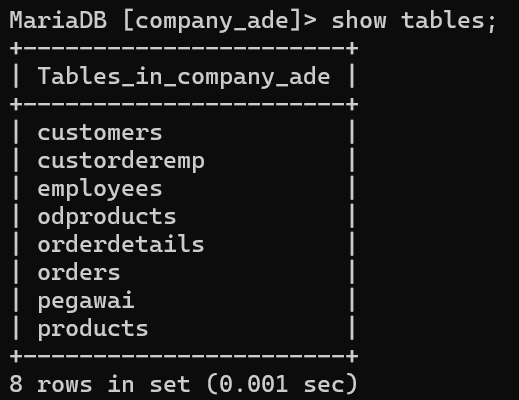 MariaDB [company_ade]> show tables;
+-----------------------+
| Tables_in_company_ade |
+-----------------------+
| customers             |
| custorderemp          |
| employees             |
| odproducts            |
| orderdetails          |
| orders                |
| pegawai               |
| products              |
+-----------------------+
8 rows in set (0.001 sec)